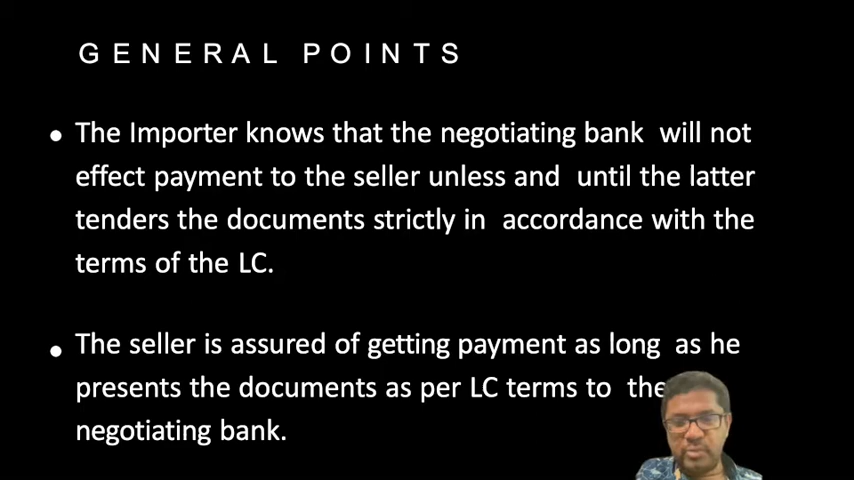 GENERAL POINTS
• The Importer knows that the negotiating bank will not
effect payment to the seller unless and until the latter
tenders the documents strictly in accordance with the
terms of the LC.
• The seller is assured of getting payment as long as he
presents the documents as per LC terms to the
negotiating bank.